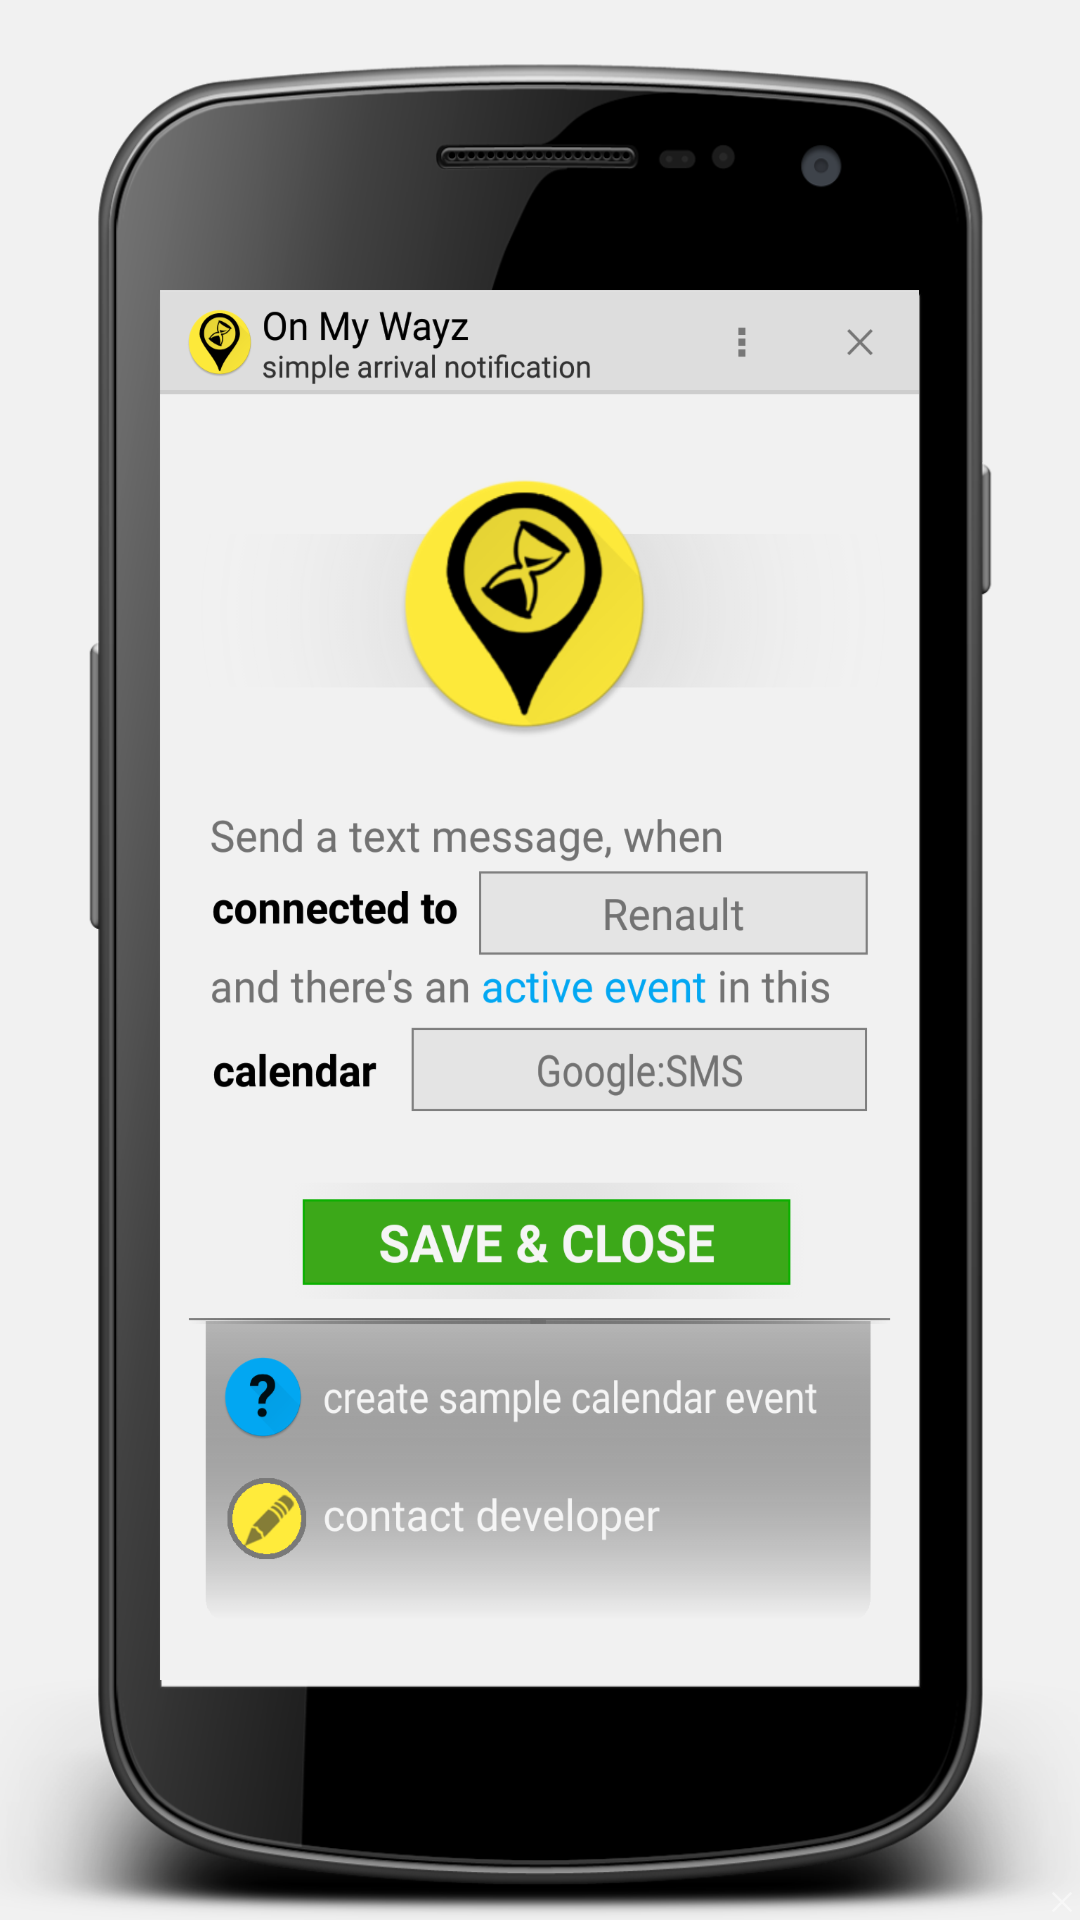 On My Wayz
simple arrival notification
Send a text message, when
connected to Renault
and there's an active event in this
calendar Google:SMS
SAVE & CLOSE
? create sample calendar event
contact developer